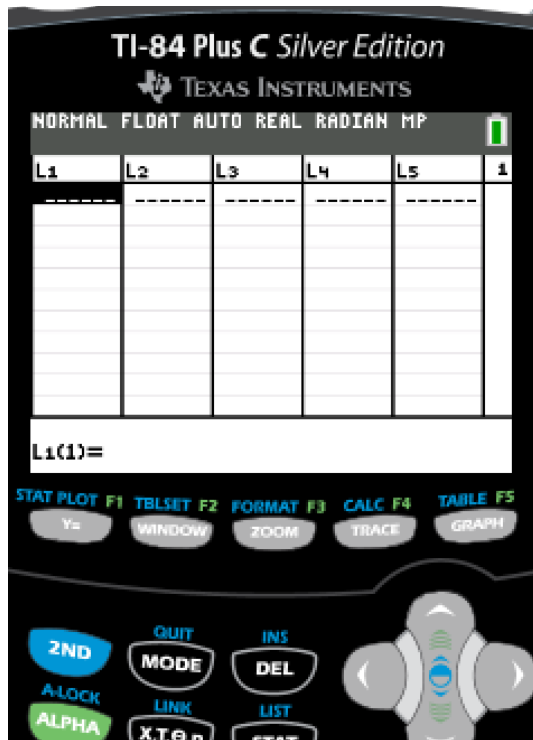 TI-84 Plus C Silver Edition
TEXAS INSTRUMENTS
NORMAL FLOAT AUTO REAL RADIAN MP
L1 L2 L3 L4 L5 1
------ ------ ------ ------ ------
L1(1)=
STAT PLOT F1 TBLSET F2 FORMAT F3 CALC F4 TABLE F5
Y= WINDOW ZOOM TRACE GRAPH
QUIT INS
2ND MODE DEL
A-LOCK LINK LIST
ALPHA X,T,Θ,n STAT